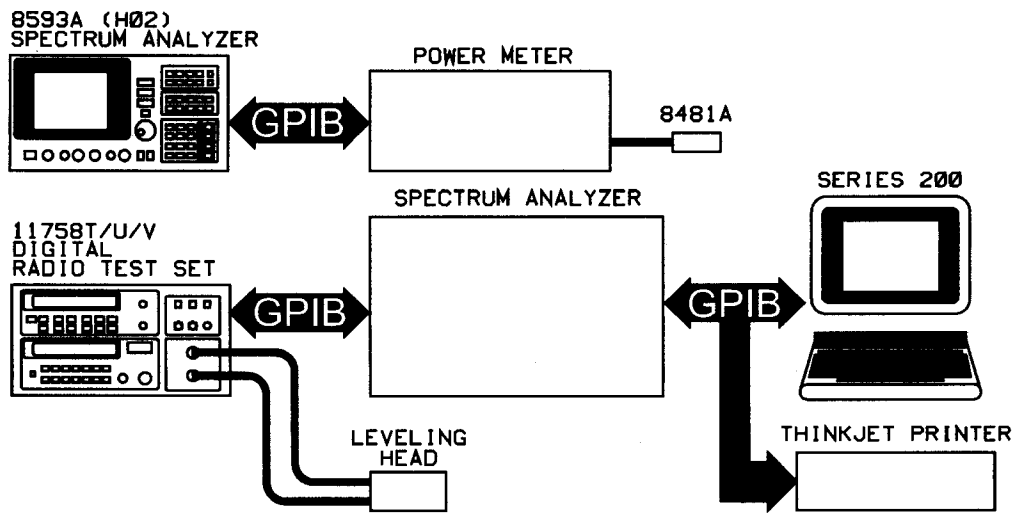 8593A (H02)
SPECTRUM ANALYZER
POWER METER
GPIB
8481A
SERIES 200
SPECTRUM ANALYZER
11758T/U/V
DIGITAL
RADIO TEST SET
GPIB
GPIB
LEVELING
HEAD
THINKJET PRINTER